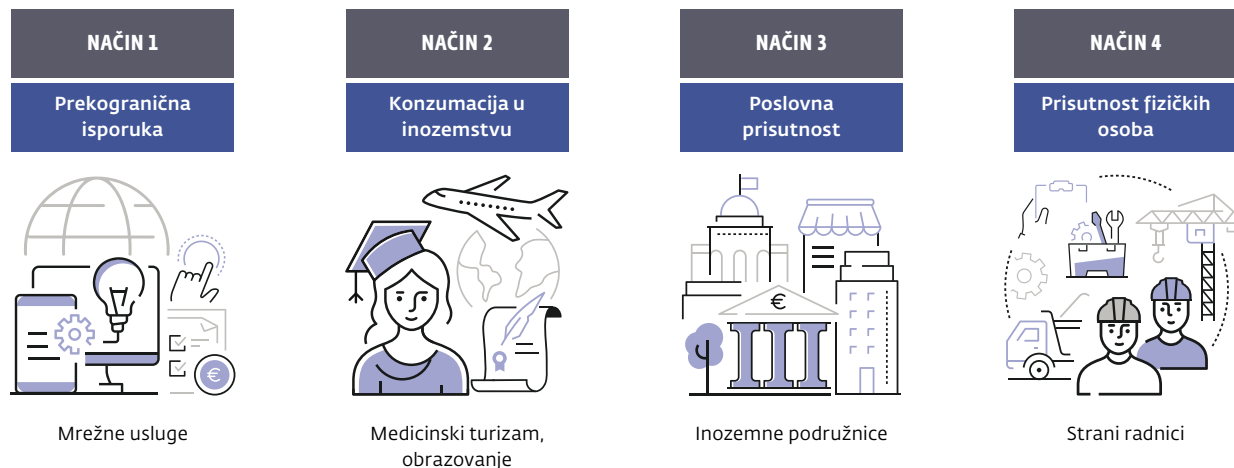 NAČIN 1
Prekogranična
isporuka
Mrežne usluge
NAČIN 2
Konzumacija u
inozemstvu
Medicinski turizam,
obrazovanje
NAČIN 3
Poslovna
prisutnost
Inozemne podružnice
NAČIN 4
Prisutnost fizičkih
osoba
Strani radnici
€
€